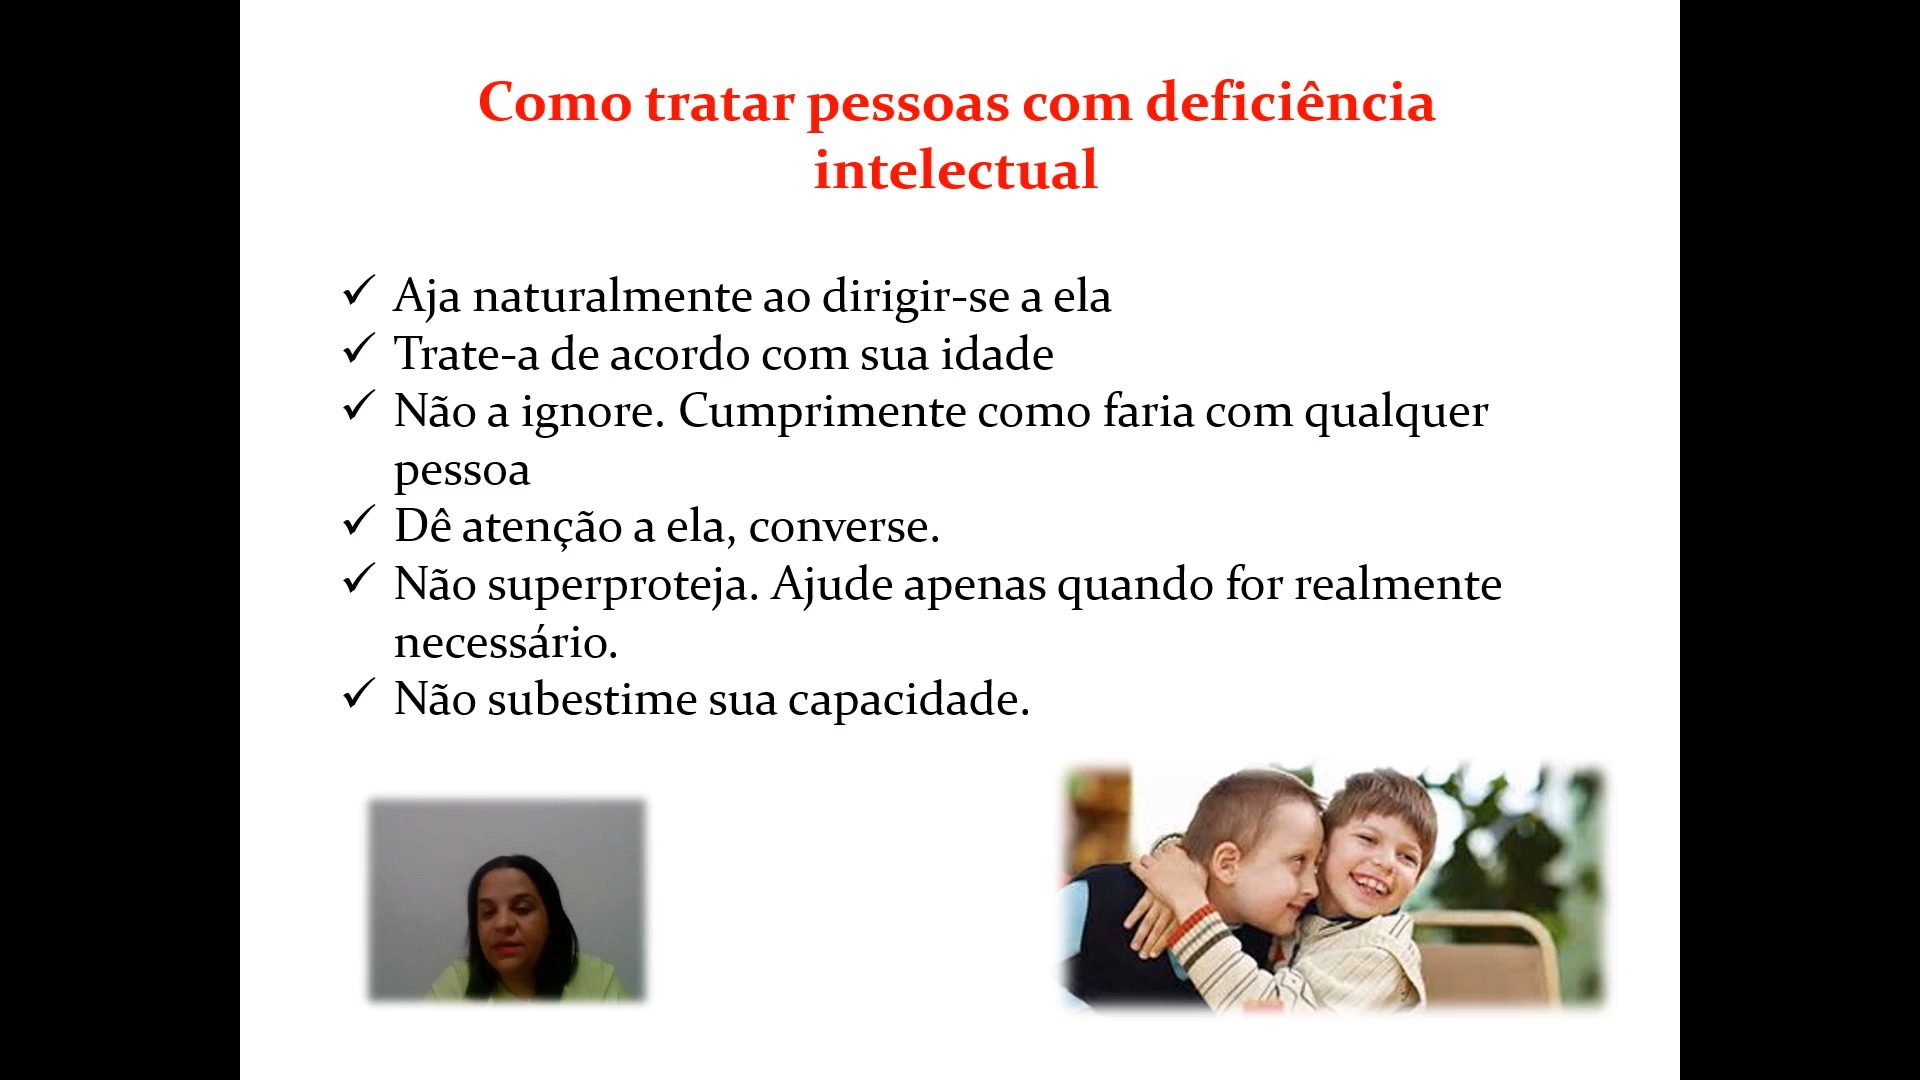 Como tratar pessoas com deficiência
intelectual
✓ Aja naturalmente ao dirigir-se a ela
✓ Trate-a de acordo com sua idade
✓ Não a ignore. Cumprimente como faria com qualquer
pessoa
✓ Dê atenção a ela, converse.
✓ Não superproteja. Ajude apenas quando for realmente
necessário.
✓ Não subestime sua capacidade.